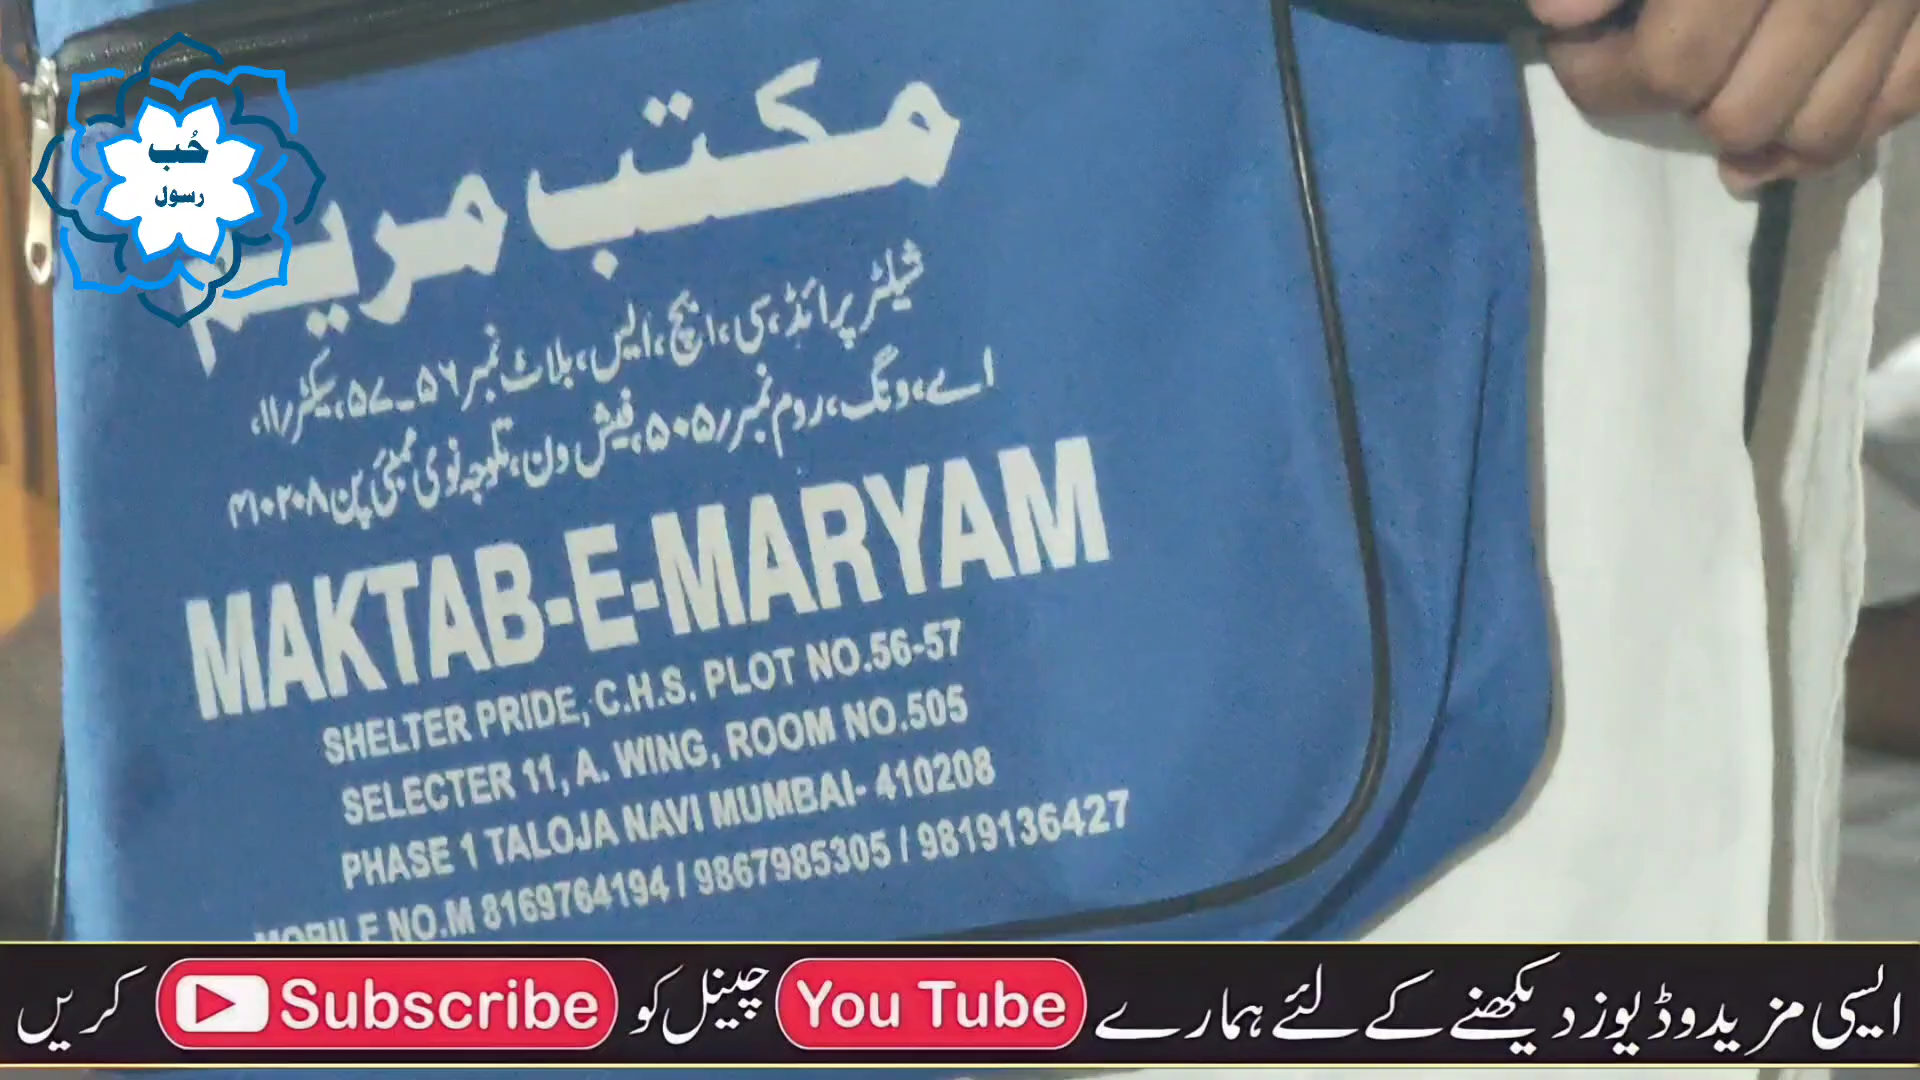 حُب
رسول
مکتب مریم
شیلٹر پرائڈ،سی،ایچ،ایس،بلاٹ نمبر ۵۶۔۵۷،سیکٹر/۱۱،
اے،ونگ،روم نمبر/۵۰۵،فیش ون،تلوجہ نوی ممبئی پن ۴۱۰۲۰۸
MAKTAB-E-MARYAM
SHELTER PRIDE, C.H.S. PLOT NO.56-57
SELECTER 11, A. WING, ROOM NO.505
PHASE 1 TALOJA NAVI MUMBAI- 410208
MOBILE NO.M 8169764194 / 9867985305 / 9819136427
ایسی مزید وڈیوز دیکھنے کے لئے ہمارے You Tube چینل کو Subscribe کریں